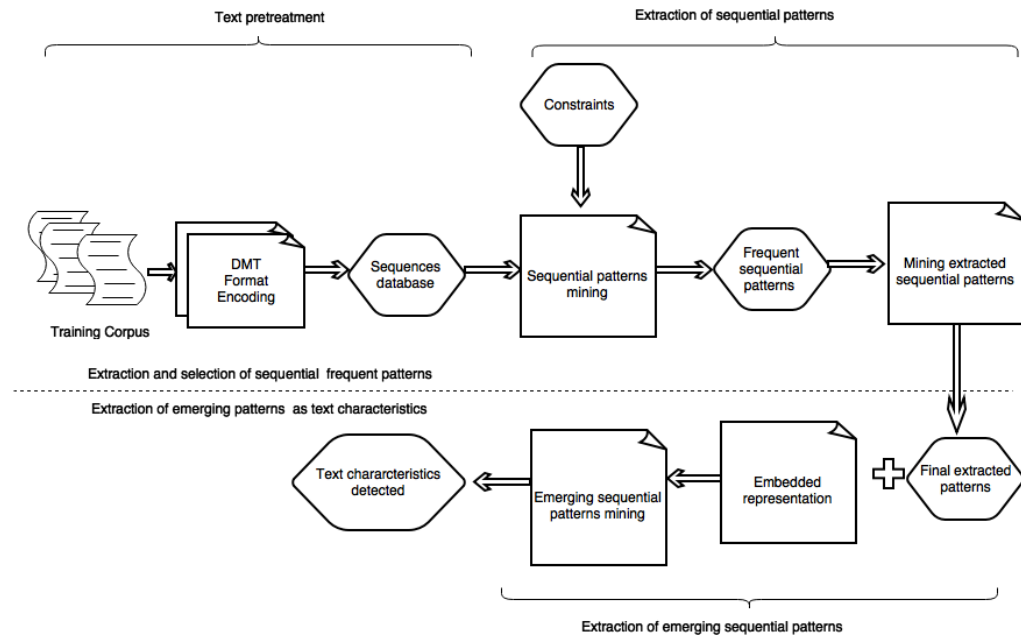 Text pretreatment
Extraction of sequential patterns
Constraints
DMT
Format
Encoding
Sequences
database
Sequential patterns
mining
Frequent
sequential
patterns
Mining extracted
sequential patterns
Training Corpus
Extraction and selection of sequential frequent patterns
Extraction of emerging patterns as text characteristics
Text chararcteristics
detected
Emerging sequential
patterns mining
Embedded
representation
Final extracted
patterns
Extraction of emerging sequential patterns